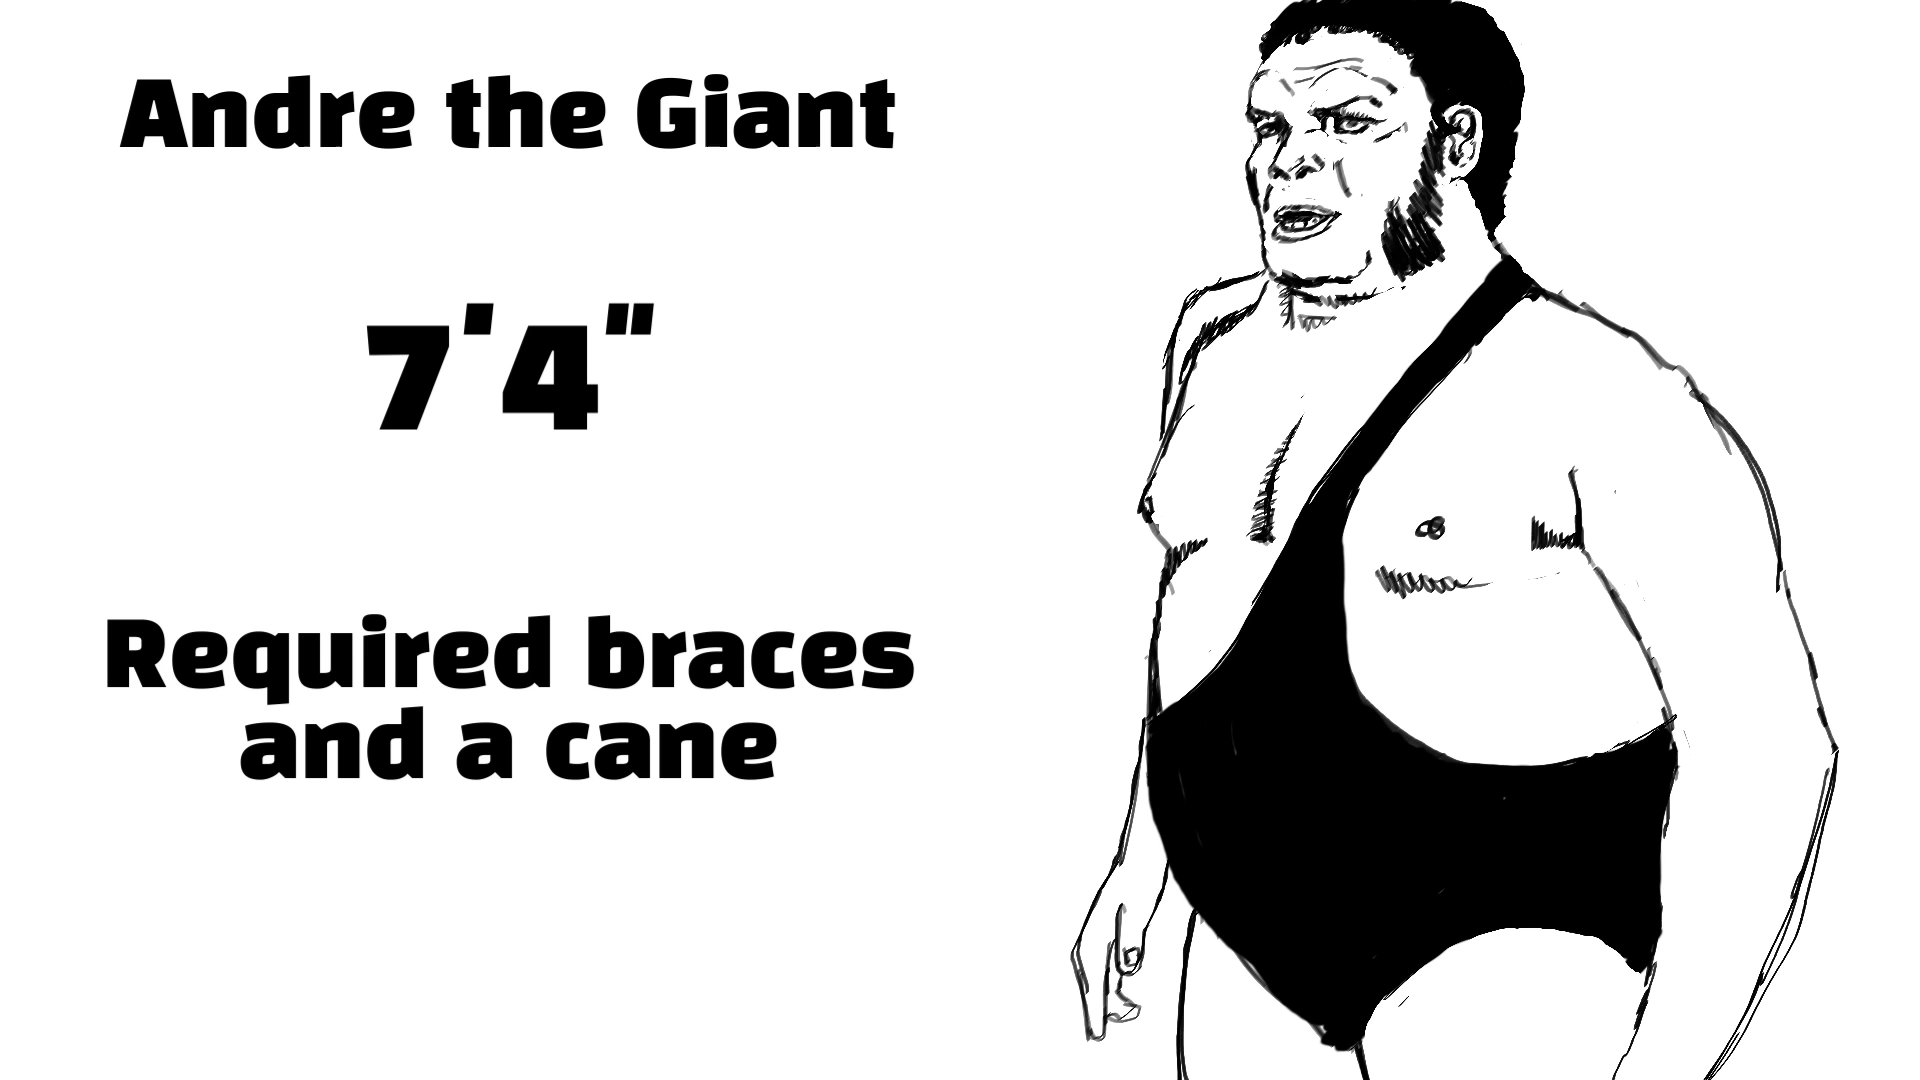 Andre the Giant
7'4"
Required braces
and a cane